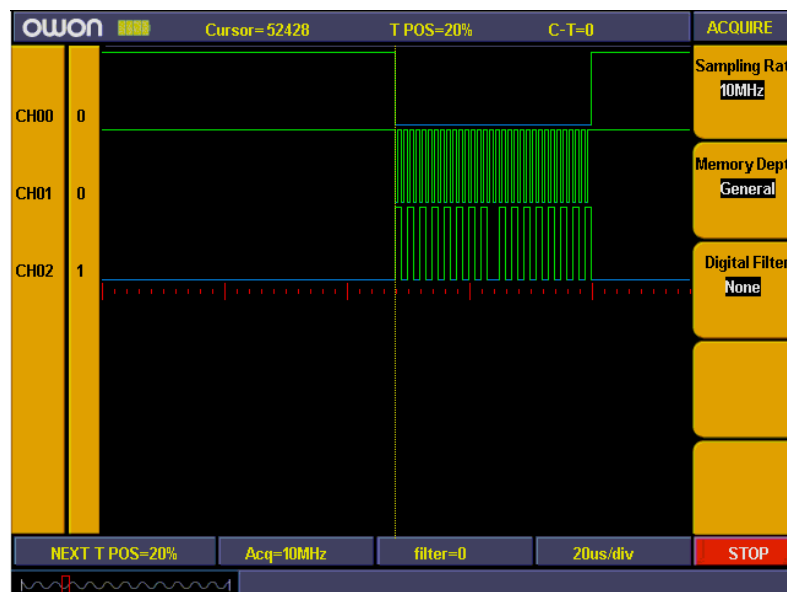 owon Cursor=52428 T POS=20% C-T=0 ACQUIRE
Sampling Rat
10MHz
CH00 0
Memory Dept
General
CH01 0
Digital Filter
None
CH02 1
NEXT T POS=20% Acq=10MHz filter=0 20us/div STOP